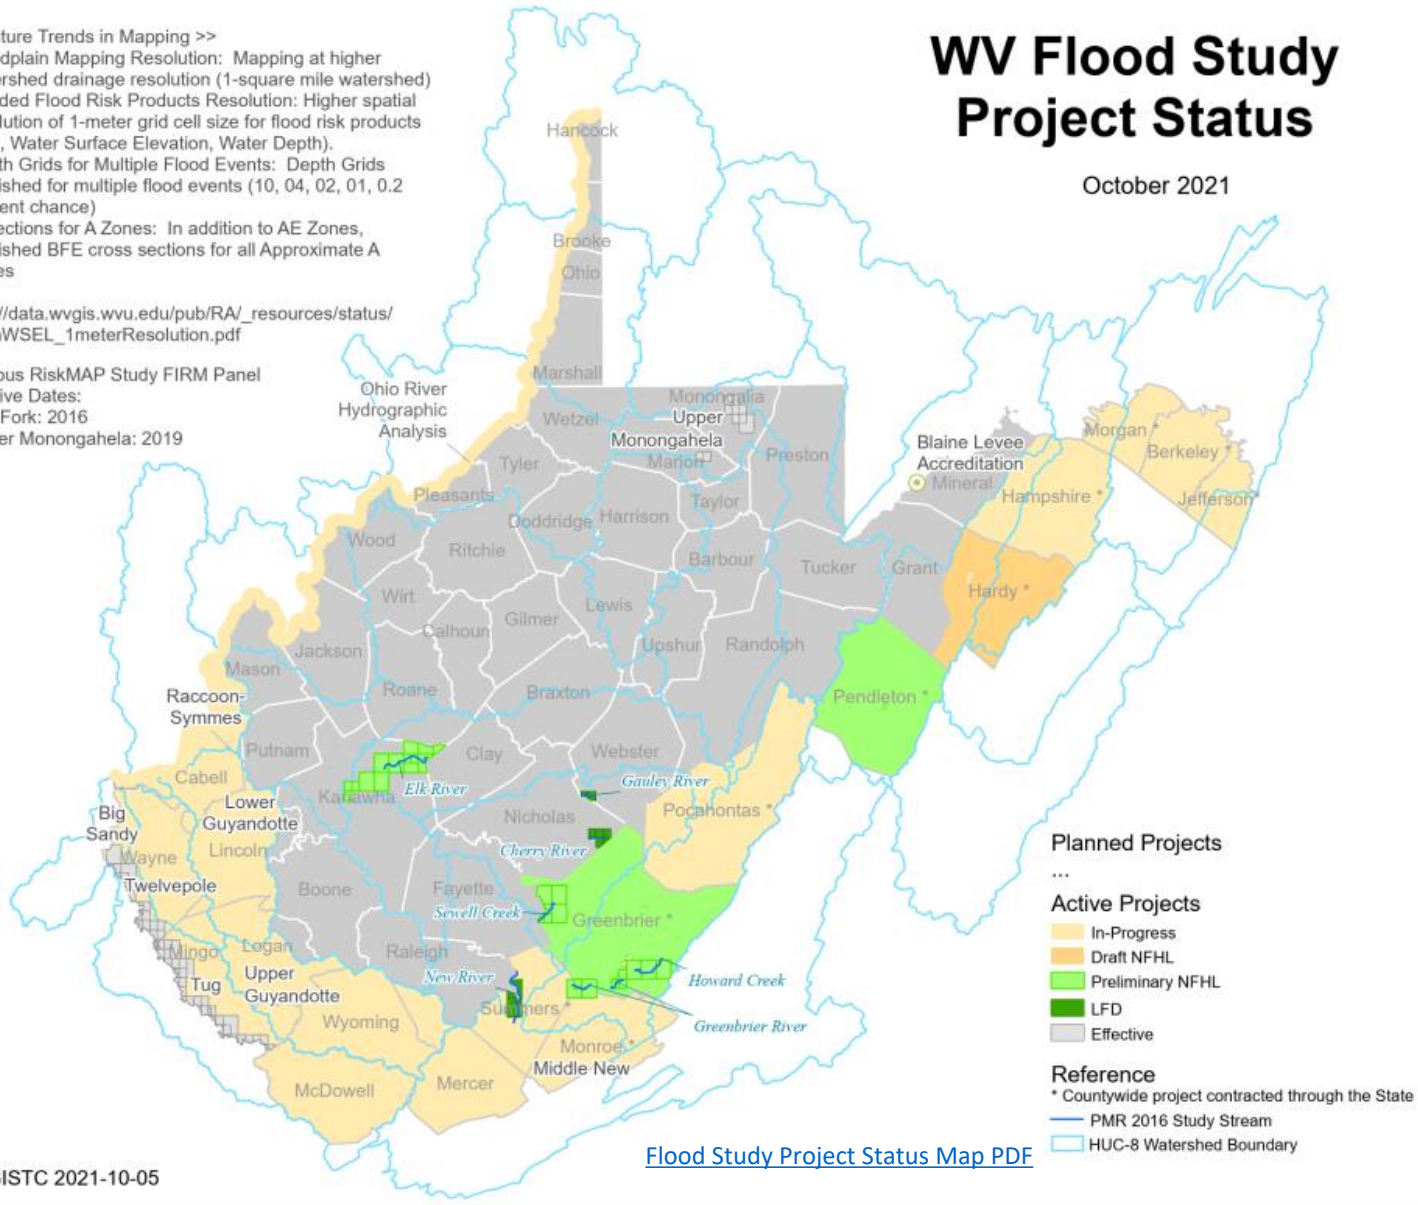 WV Flood Study
Project Status
October 2021
ture Trends in Mapping >>
dplain Mapping Resolution: Mapping at higher
rshed drainage resolution (1-square mile watershed)
ded Flood Risk Products Resolution: Higher spatial
lution of 1-meter grid cell size for flood risk products
, Water Surface Elevation, Water Depth).
th Grids for Multiple Flood Events: Depth Grids
ished for multiple flood events (10, 04, 02, 01, 0.2
ent chance)
ections for A Zones: In addition to AE Zones,
ished BFE cross sections for all Approximate A
es
//data.wvgis.wvu.edu/pub/RA/_resources/status/
WSEL_1meterResolution.pdf
ous RiskMAP Study FIRM Panel
ive Dates:
Fork: 2016
er Monongahela: 2019
Hancock
Brooke
Ohio
Marshall
Ohio River
Hydrographic
Analysis
Wetzel
Monongalia
Upper
Monongahela
Marion
Preston
Tyler
Pleasants
Doddridge
Harrison
Taylor
Blaine Levee
Accreditation
Mineral
Hampshire *
Morgan *
Berkeley *
Jefferson*
Wood
Ritchie
Barbour
Tucker
Grant
Hardy *
Wirt
Calhoun
Gilmer
Lewis
Upshur
Randolph
Jackson
Mason
Roane
Braxton
Pendleton *
Raccoon-
Symmes
Putnam
Clay
Webster
Cabell
Kanawha
Elk River
Gauley River
Pocahontas *
Lower
Guyandotte
Nicholas
Big
Sandy
Wayne
Lincoln
Cherry River
Twelvepole
Boone
Fayette
Sewell Creek
Greenbrier *
Mingo
Logan
Raleigh
New River
Howard Creek
Tug
Upper
Guyandotte
Summers *
Greenbrier River
Wyoming
Monroe *
Middle New
McDowell
Mercer
Planned Projects
...
Active Projects
In-Progress
Draft NFHL
Preliminary NFHL
LFD
Effective
Reference
* Countywide project contracted through the State
PMR 2016 Study Stream
HUC-8 Watershed Boundary
Flood Study Project Status Map PDF
ISTC 2021-10-05